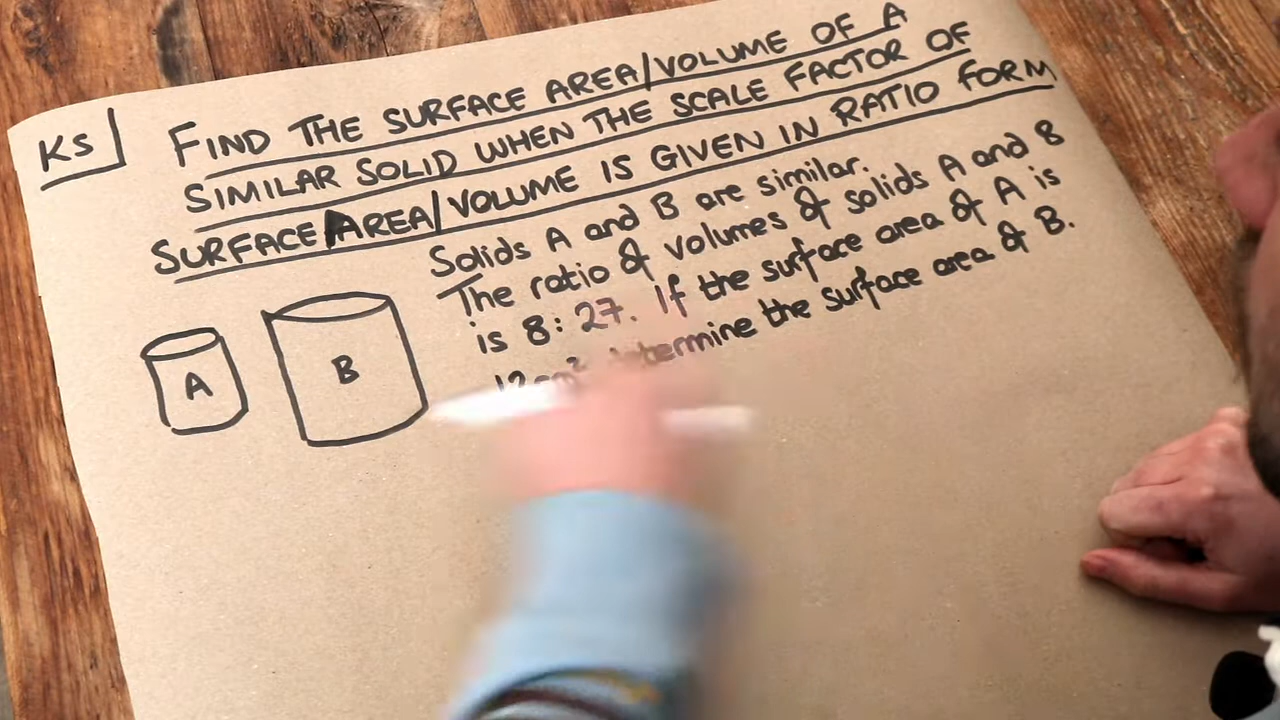 KS
FIND THE SURFACE AREA/VOLUME OF A
SIMILAR SOLID WHEN THE SCALE FACTOR OF
SURFACE AREA/VOLUME IS GIVEN IN RATIO FORM
Solids A and B are similar.
The ratio of volumes of solids A and B
is 8:27. If the surface area of A is
12cm² determine the surface area of B.
A
B